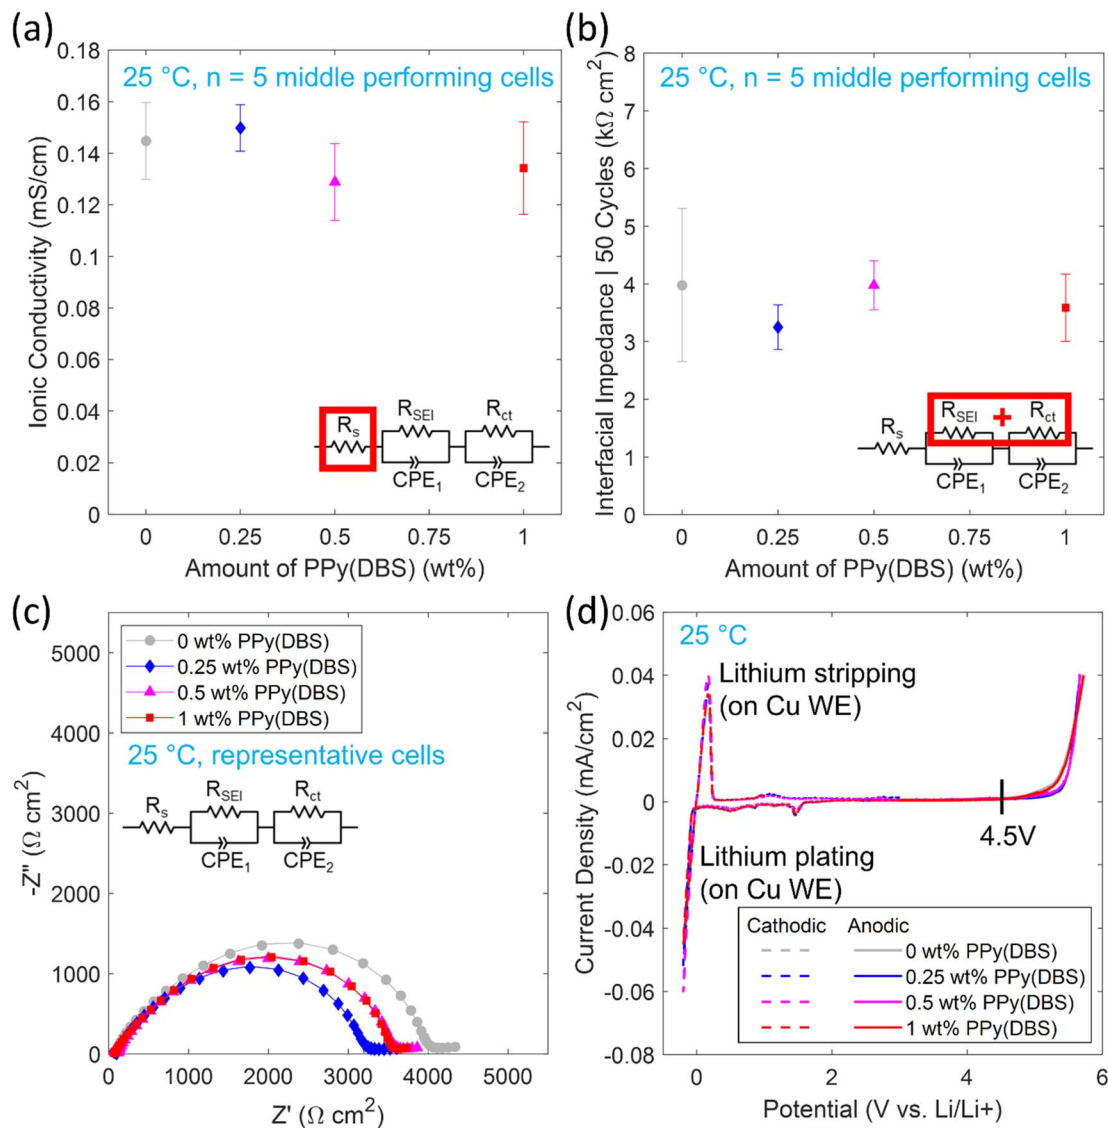 (a)
0.18
0.16
0.14
0.12
0.1
0.08
0.06
0.04
0.02
0
Ionic Conductivity (mS/cm)
25 °C, n = 5 middle performing cells
Rs
RSEI
Rct
CPE1
CPE2
0 0.25 0.5 0.75 1
Amount of PPy(DBS) (wt%)
(b)
8
7
6
5
4
3
2
1
0
Interfacial Impedance | 50 Cycles (kΩ cm2)
25 °C, n = 5 middle performing cells
Rs
RSEI + Rct
CPE1
CPE2
0 0.25 0.5 0.75 1
Amount of PPy(DBS) (wt%)
(c)
5000
4000
3000
2000
1000
0
-Z" (Ω cm2)
0 wt% PPy(DBS)
0.25 wt% PPy(DBS)
0.5 wt% PPy(DBS)
1 wt% PPy(DBS)
25 °C, representative cells
Rs
RSEI
Rct
CPE1
CPE2
0 1000 2000 3000 4000 5000
Z' (Ω cm2)
(d)
0.06
0.04
0.02
0
-0.02
-0.04
-0.06
-0.08
Current Density (mA/cm2)
25 °C
Lithium stripping
(on Cu WE)
4.5V
Lithium plating
(on Cu WE)
Cathodic Anodic
0 wt% PPy(DBS)
0.25 wt% PPy(DBS)
0.5 wt% PPy(DBS)
1 wt% PPy(DBS)
0 2 4 6
Potential (V vs. Li/Li+)